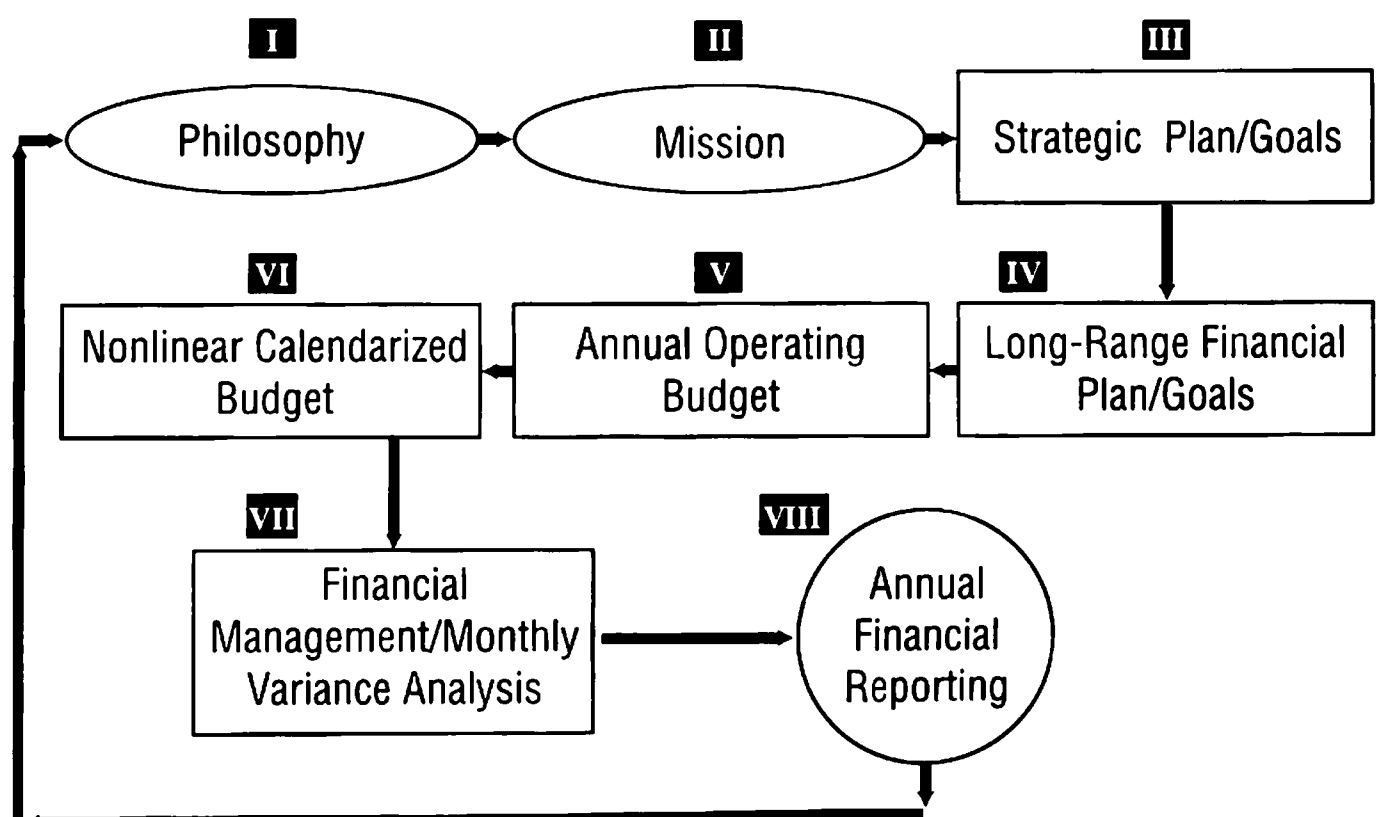 I
Philosophy
II
Mission
III
Strategic Plan/Goals
IV
Long-Range Financial
Plan/Goals
V
Annual Operating
Budget
VI
Nonlinear Calendarized
Budget
VII
Financial
Management/Monthly
Variance Analysis
VIII
Annual
Financial
Reporting